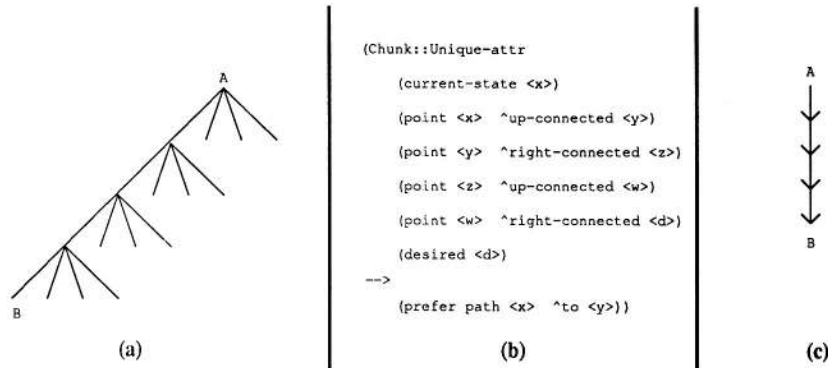 A
B
(a)
(Chunk::Unique-attr
(current-state <x>)
(point <x> ^up-connected <y>)
(point <y> ^right-connected <z>)
(point <z> ^up-connected <w>)
(point <w> ^right-connected <d>)
(desired <d>)
-->
(prefer path <x> ^to <y>))
(b)
A
B
(c)